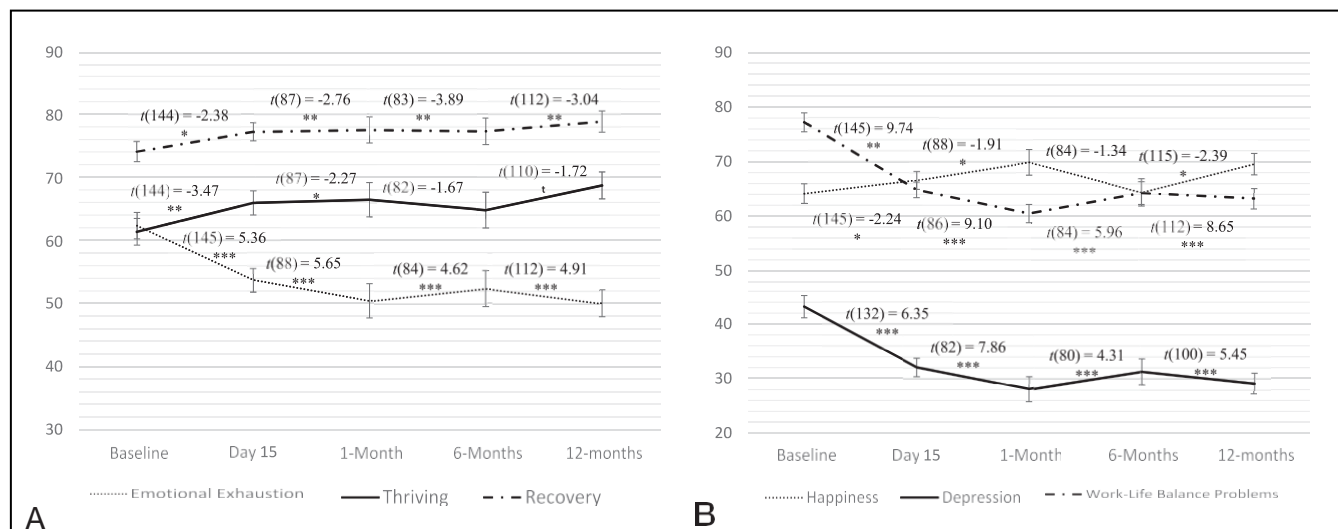 90
80
70
60
50
40
30
t(144) = -2.38
*
t(87) = -2.76
**
t(83) = -3.89
**
t(112) = -3.04
**
t(144) = -3.47
**
t(87) = -2.27
*
t(82) = -1.67
t(110) = -1.72
t
t(145) = 5.36
***
t(88) = 5.65
***
t(84) = 4.62
***
t(112) = 4.91
***
Baseline Day 15 1-Month 6-Months 12-months
Emotional Exhaustion Thriving Recovery
A
90
80
70
60
50
40
30
20
t(145) = 9.74
**
t(88) = -1.91
*
t(84) = -1.34
t(115) = -2.39
*
t(145) = -2.24
*
t(86) = 9.10
***
t(84) = 5.96
***
t(112) = 8.65
***
t(132) = 6.35
***
t(82) = 7.86
***
t(80) = 4.31
***
t(100) = 5.45
***
Baseline Day 15 1-Month 6-Months 12-months
Happiness Depression Work-Life Balance Problems
B